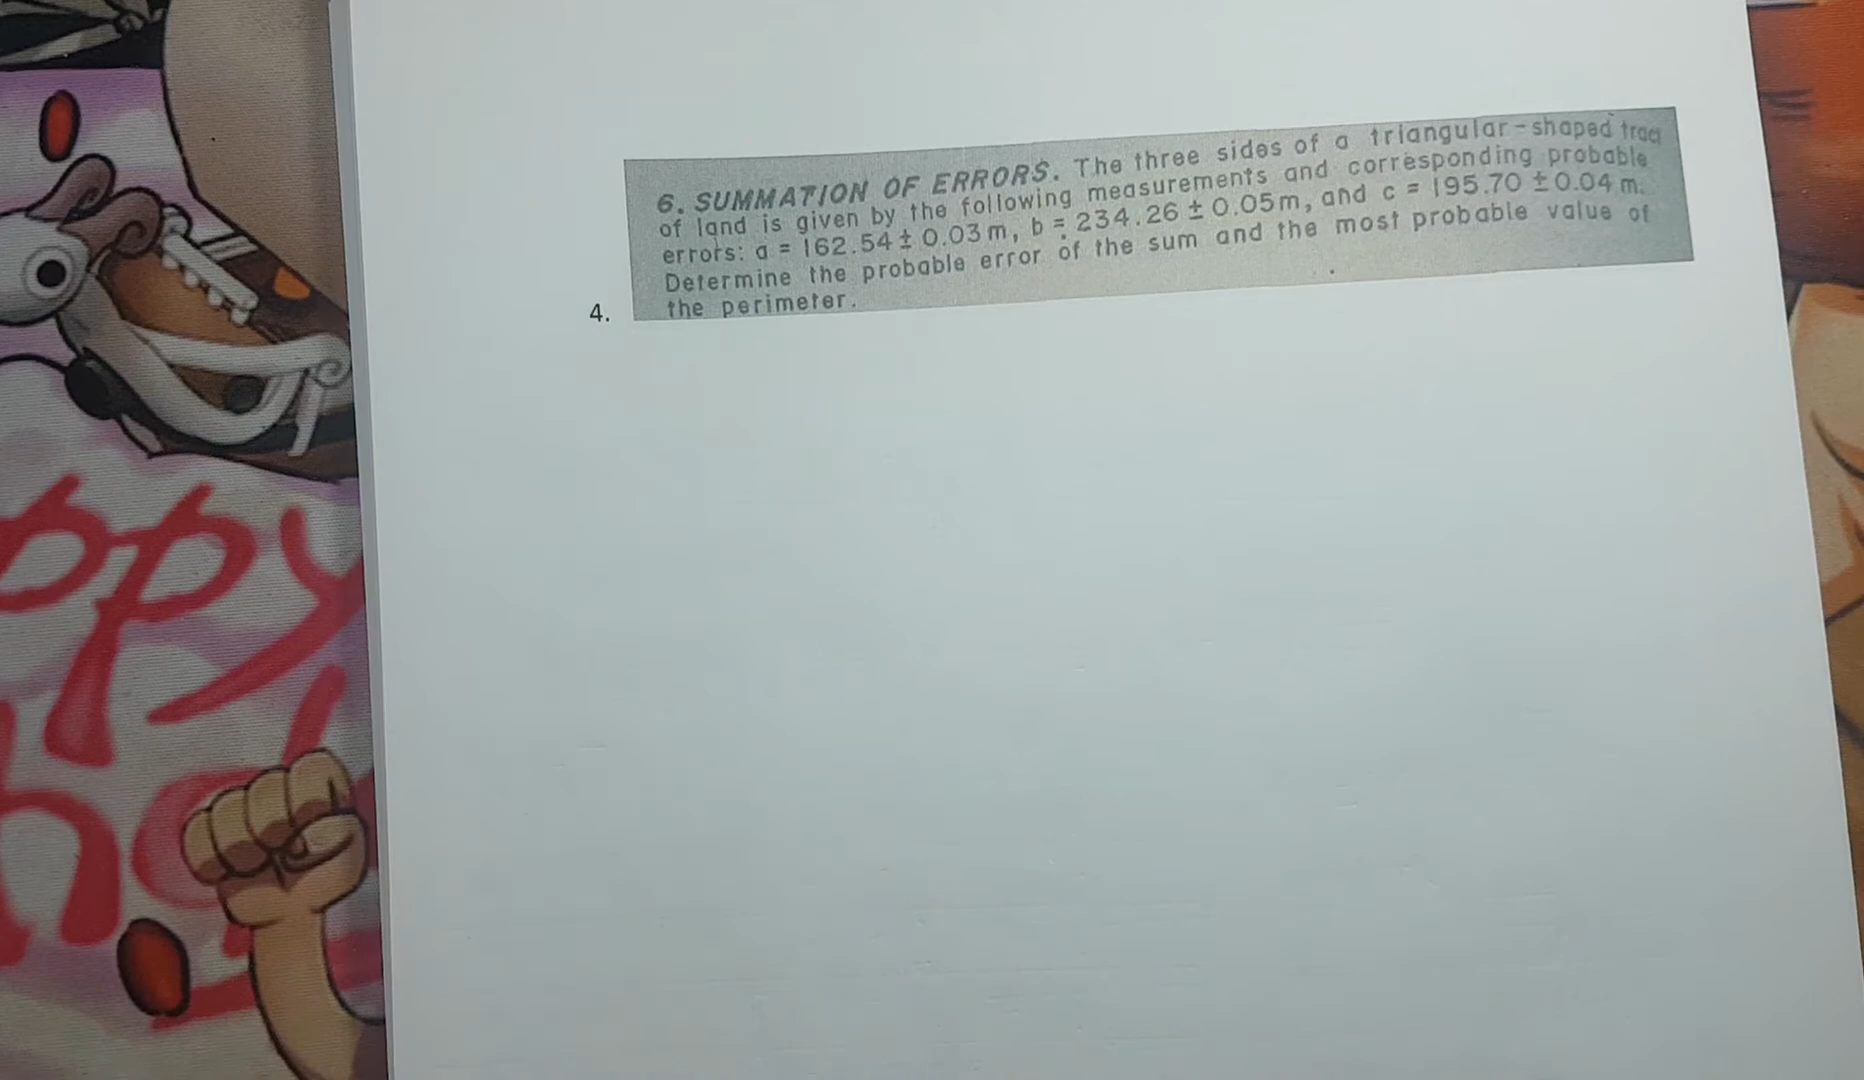 6. SUMMATION OF ERRORS. The three sides of a triangular-shaped tract
of land is given by the following measurements and corresponding probable
errors: a = 162.54 ± 0.03 m, b = 234.26 ± 0.05 m, and c = 195.70 ± 0.04 m.
Determine the probable error of the sum and the most probable value of
4. the perimeter.
ppy